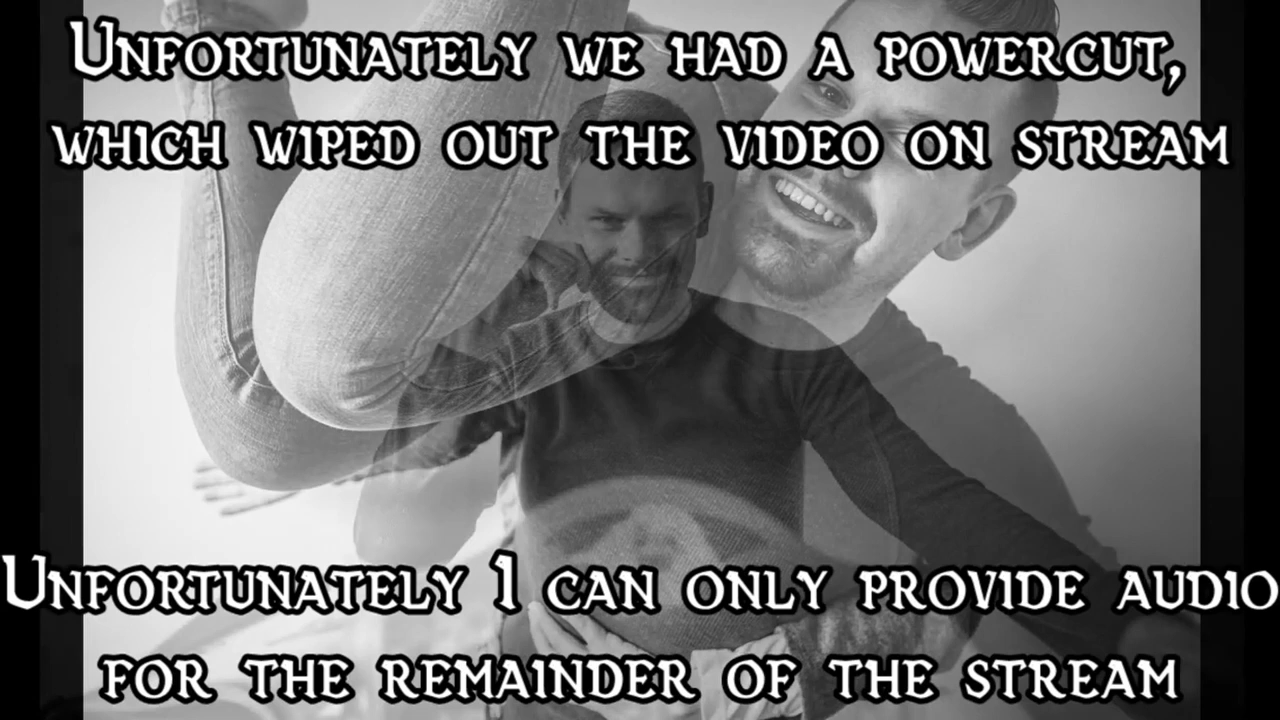 Unfortunately we had a powercut,
which wiped out the video on stream
Unfortunately I can only provide audio
for the remainder of the stream